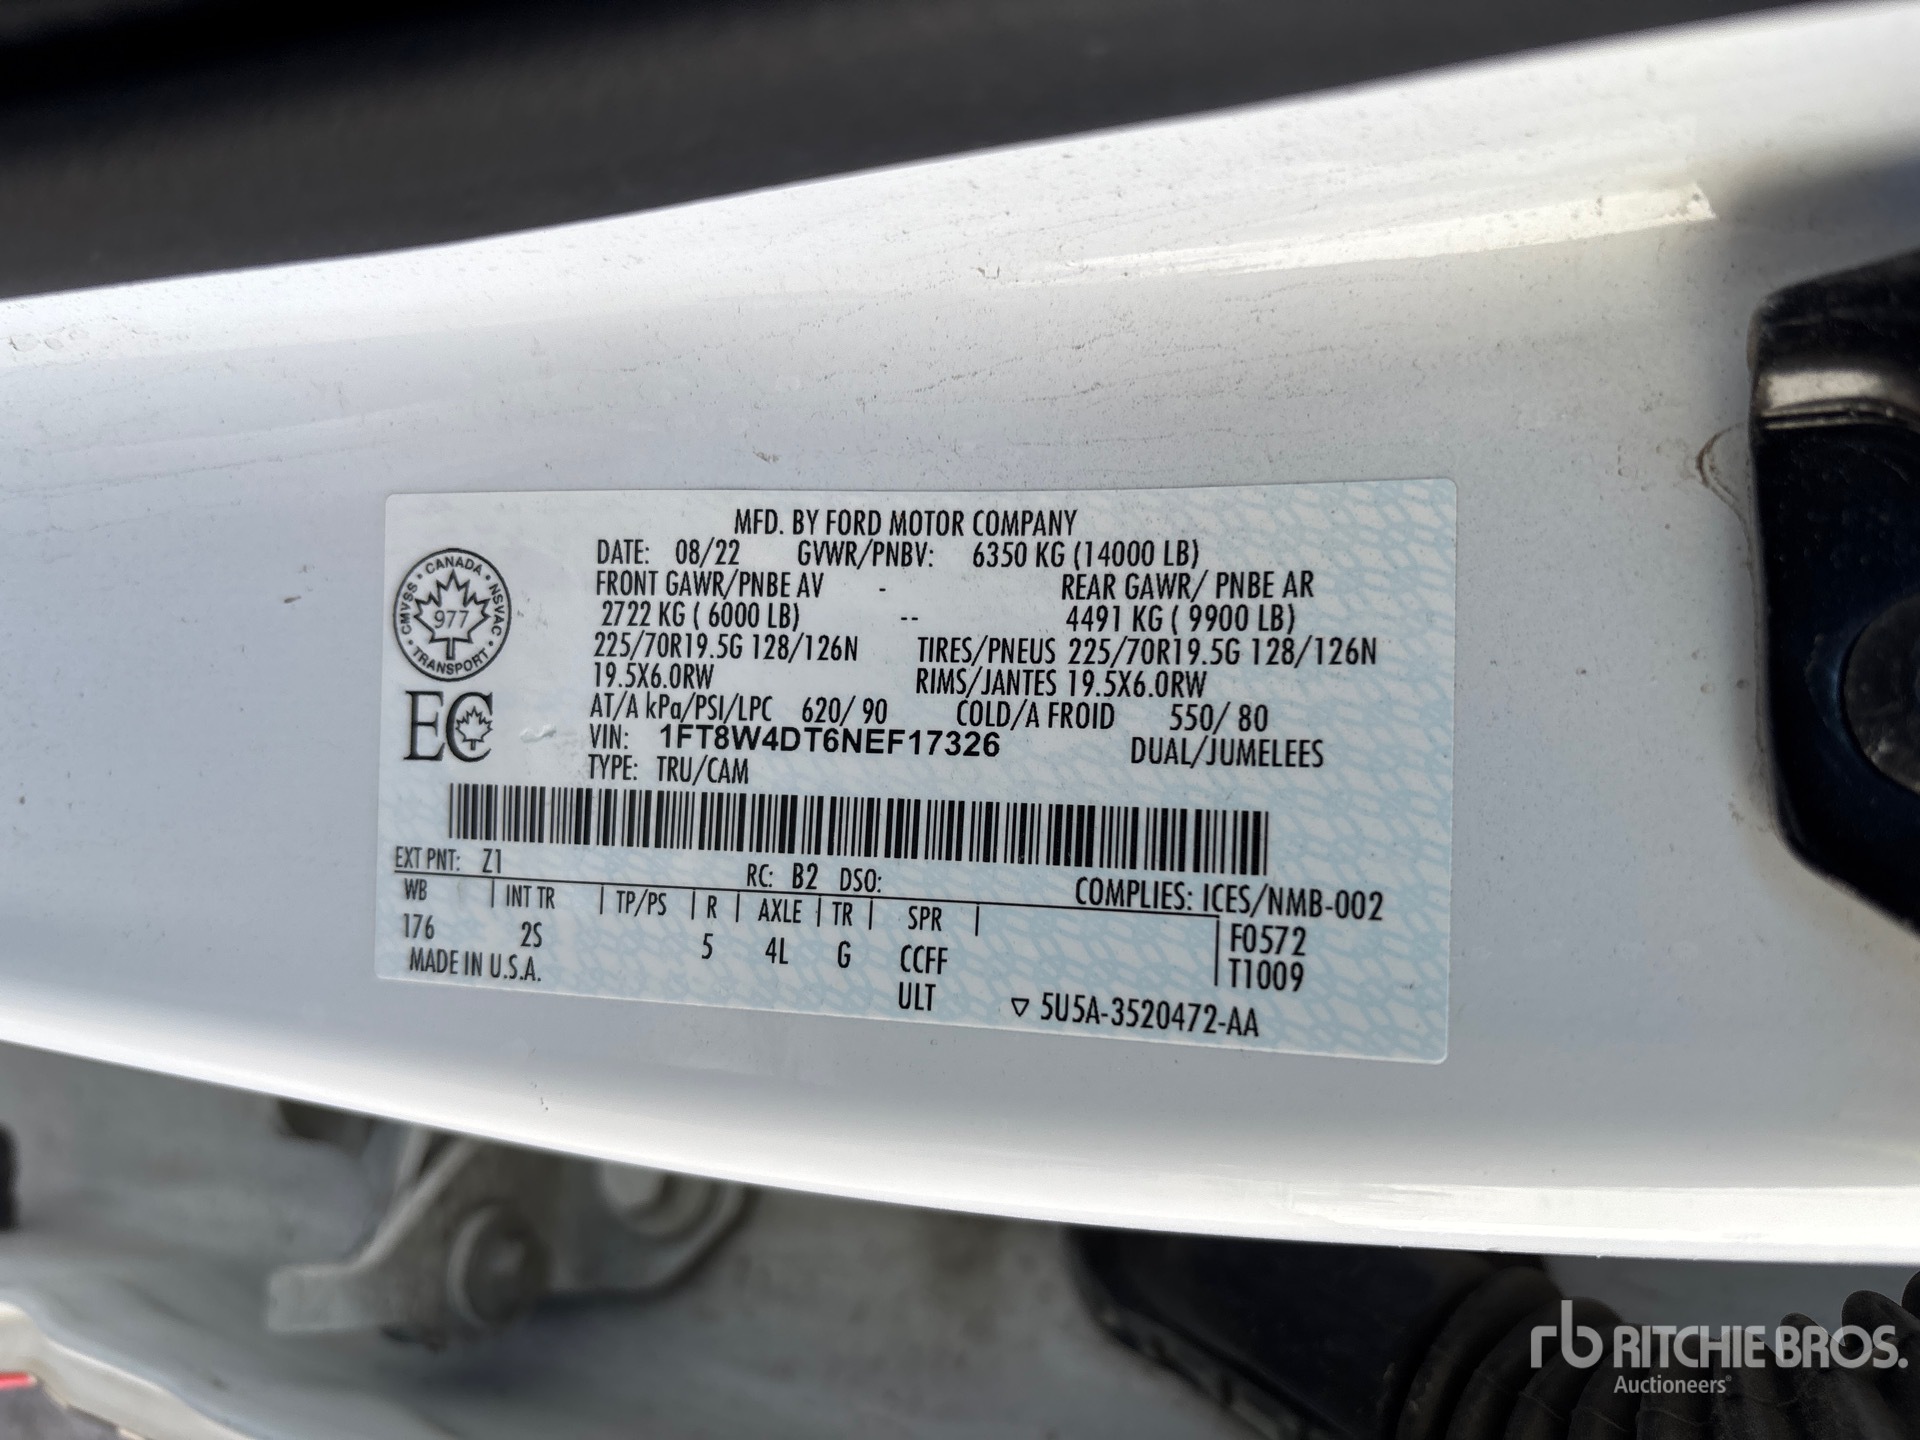 MFD. BY FORD MOTOR COMPANY
DATE: 08/22 GVWR/PNBV: 6350 KG (14000 LB)
FRONT GAWR/PNBE AV - REAR GAWR/ PNBE AR
2722 KG ( 6000 LB) -- 4491 KG ( 9900 LB)
225/70R19.5G 128/126N TIRES/PNEUS 225/70R19.5G 128/126N
19.5X6.0RW RIMS/JANTES 19.5X6.0RW
AT/A kPa/PSI/LPC 620/ 90 COLD/A FROID 550/ 80
VIN: 1FT8W4DT6NEF17326 DUAL/JUMELEES
TYPE: TRU/CAM
CANADA
CMVSS • NSVAC
977
TRANSPORT
EC
EXT PNT: Z1 RC: B2 DSO: COMPLIES: ICES/NMB-002
WB | INT TR | TP/PS | R | AXLE | TR | SPR | F0572
176 2S 5 4L G CCFF T1009
MADE IN U.S.A. ULT ▽ 5U5A-3520472-AA
rb RITCHIE BROS.
Auctioneers®